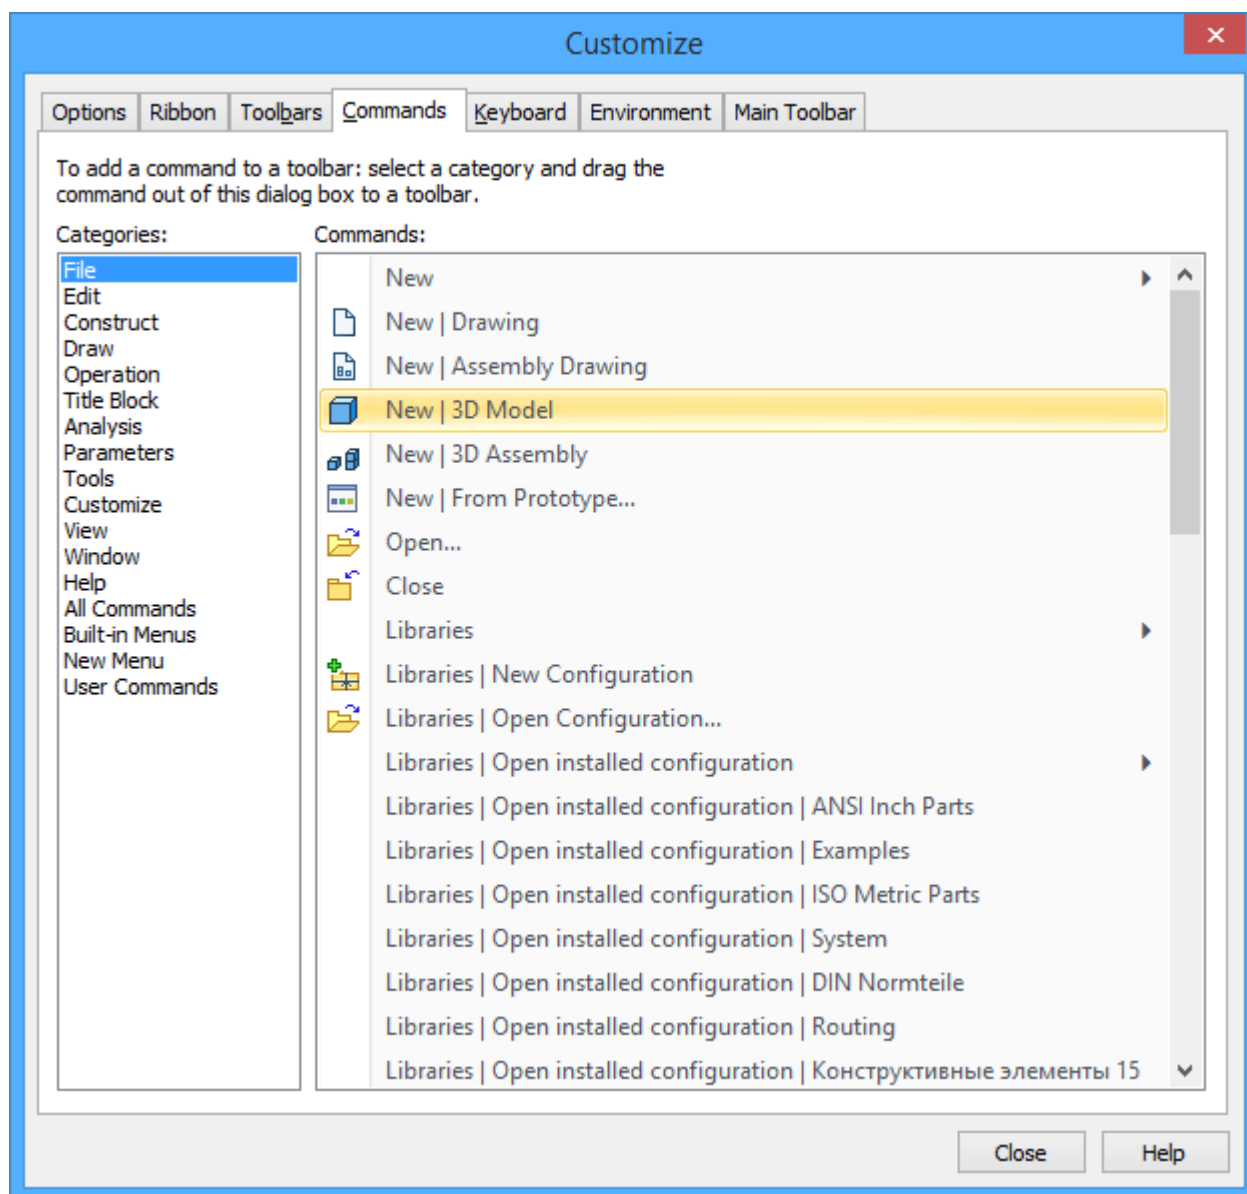 Customize
Options Ribbon Toolbars Commands Keyboard Environment Main Toolbar
To add a command to a toolbar: select a category and drag the
command out of this dialog box to a toolbar.
Categories:
File
Edit
Construct
Draw
Operation
Title Block
Analysis
Parameters
Tools
Customize
View
Window
Help
All Commands
Built-in Menus
New Menu
User Commands
Commands:
New
New | Drawing
New | Assembly Drawing
New | 3D Model
New | 3D Assembly
New | From Prototype...
Open...
Close
Libraries
Libraries | New Configuration
Libraries | Open Configuration...
Libraries | Open installed configuration
Libraries | Open installed configuration | ANSI Inch Parts
Libraries | Open installed configuration | Examples
Libraries | Open installed configuration | ISO Metric Parts
Libraries | Open installed configuration | System
Libraries | Open installed configuration | DIN Normteile
Libraries | Open installed configuration | Routing
Libraries | Open installed configuration | Конструктивные элементы 15
Close Help